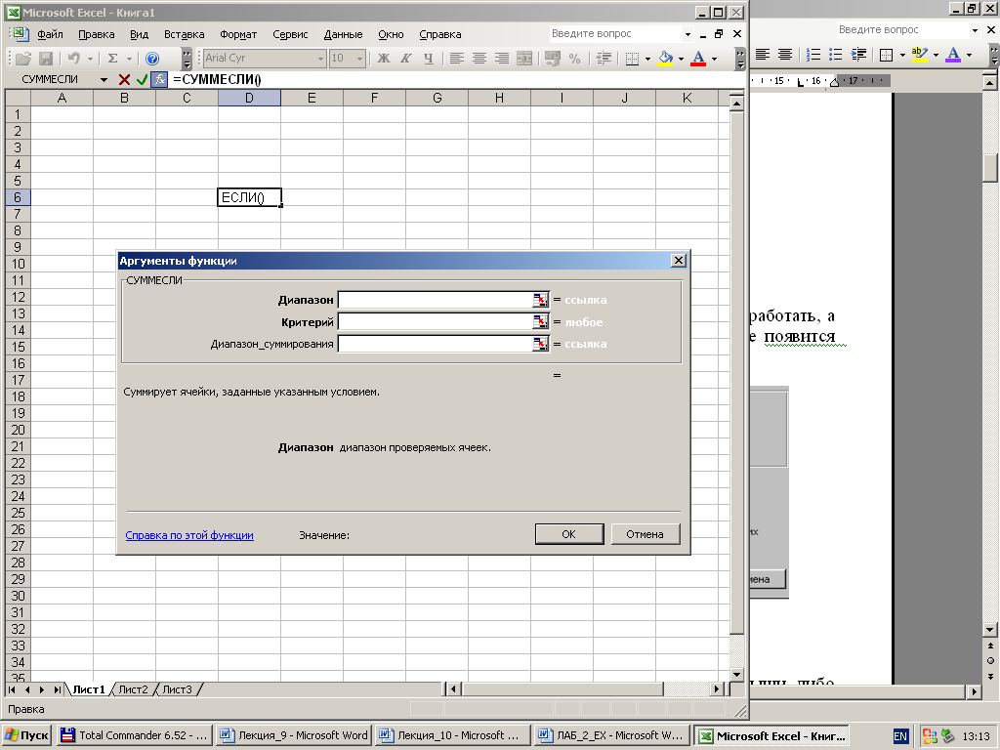 Microsoft Excel - Книга1
Файл Правка Вид Вставка Формат Сервис Данные Окно Справка Введите вопрос
Введите вопрос
Arial Cyr 10 Ж К Ч
СУММЕСЛИ =СУММЕСЛИ()
15 16 17
A B C D E F G H I J K
1
2
3
4
5
6 ЕСЛИ()
7
8
9
10
11
12
13
14
15
16
17
18
19
20
21
22
23
24
25
26
27
28
29
30
31
32
33
34
35
Аргументы функции
СУММЕСЛИ
Диапазон = ссылка
Критерий = любое
Диапазон_суммирования = ссылка
=
Суммирует ячейки, заданные указанным условием.
Диапазон диапазон проверяемых ячеек.
Справка по этой функции Значение: ОК Отмена
работать, а
е появится
их
мена
либо
Лист1 Лист2 Лист3
Правка
Пуск Total Commander 6.52 - ... Лекция_9 - Microsoft Word Лекция_10 - Microsoft ... ЛАБ_2_EX - Microsoft W... Microsoft Excel - Книг... EN 13:13